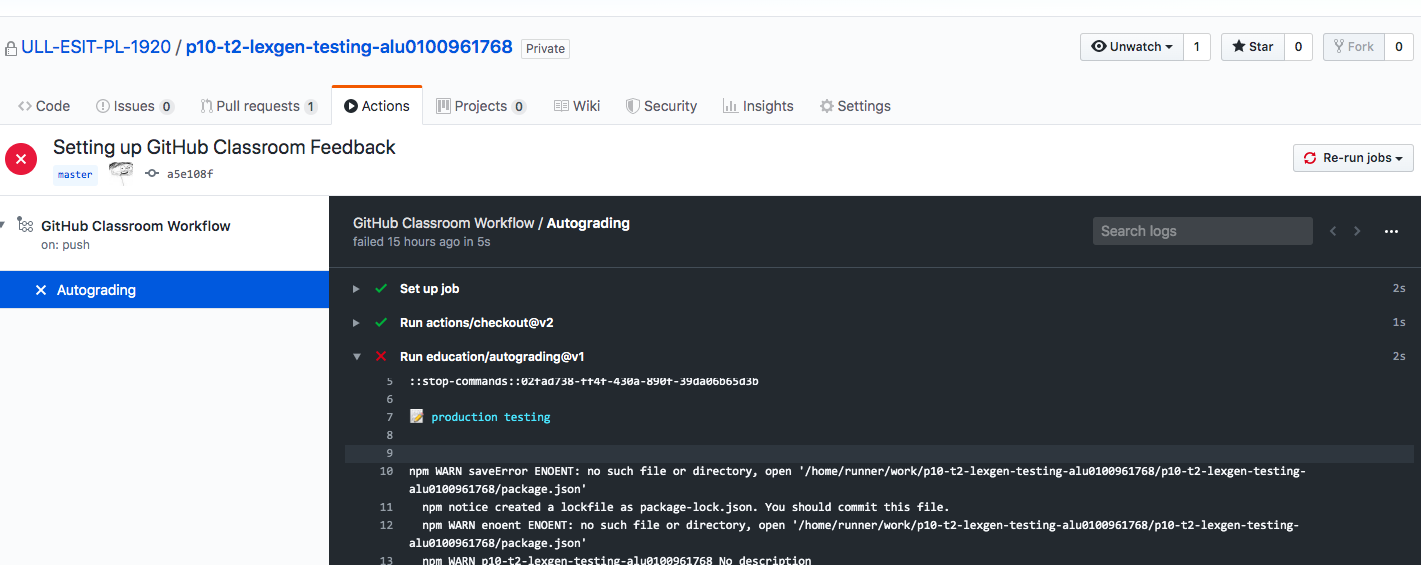 ULL-ESIT-PL-1920 / p10-t2-lexgen-testing-alu0100961768 Private
Unwatch 1 Star 0 Fork 0
Code Issues 0 Pull requests 1 Actions Projects 0 Wiki Security Insights Settings
Setting up GitHub Classroom Feedback
master a5e108f
Re-run jobs
GitHub Classroom Workflow
on: push
Autograding
GitHub Classroom Workflow / Autograding
failed 15 hours ago in 5s
Search logs
Set up job 2s
Run actions/checkout@v2 1s
Run education/autograding@v1 2s
5 ::stop-commands::02fad738-ff4f-430a-890f-39da06b65d3b
6
7 📝 production testing
8
9
10 npm WARN saveError ENOENT: no such file or directory, open '/home/runner/work/p10-t2-lexgen-testing-alu0100961768/p10-t2-lexgen-testing-
alu0100961768/package.json'
11 npm notice created a lockfile as package-lock.json. You should commit this file.
12 npm WARN enoent ENOENT: no such file or directory, open '/home/runner/work/p10-t2-lexgen-testing-alu0100961768/p10-t2-lexgen-testing-
alu0100961768/package.json'
13 npm WARN p10-t2-lexgen-testing-alu0100961768 No description